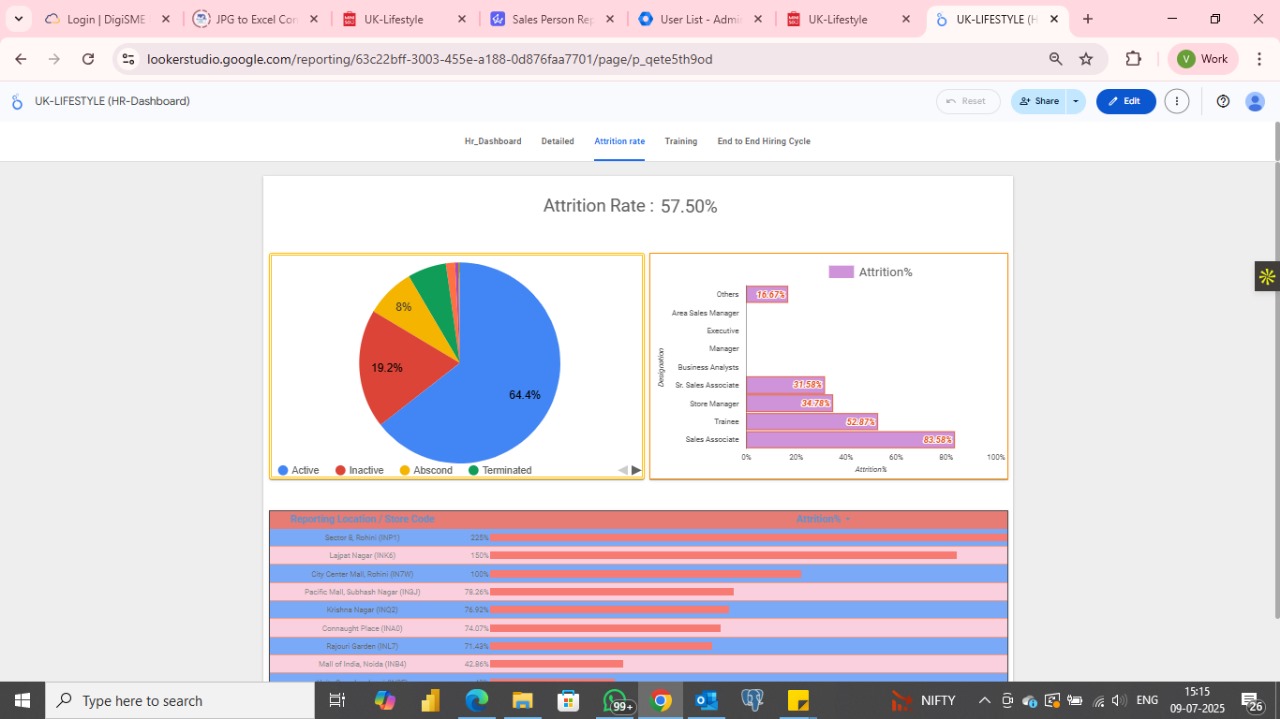 Login | DigiSME
JPG to Excel Con
UK-Lifestyle
Sales Person Rep
User List - Admi
UK-Lifestyle
UK-LIFESTYLE (H
lookerstudio.google.com/reporting/63c22bff-3003-455e-a188-0d876faa7701/page/p_qete5th9od
V Work
UK-LIFESTYLE (HR-Dashboard)
Reset
Share
Edit
Hr_Dashboard Detailed Attrition rate Training End to End Hiring Cycle
Attrition Rate : 57.50%
8%
19.2%
64.4%
Active Inactive Abscond Terminated
Attrition%
Designation
Others 16.67%
Area Sales Manager
Executive
Manager
Business Analysts
Sr. Sales Associate 31.58%
Store Manager 34.78%
Trainee 52.87%
Sales Associate 83.58%
0% 20% 40% 60% 80% 100%
Attrition%
Reporting Location / Store Code Attrition%
Sector 8, Rohini (INP1) 225%
Lajpat Nagar (INK6) 150%
City Center Mall, Rohini (IN7W) 100%
Pacific Mall, Subhash Nagar (INSJ) 78.26%
Krishna Nagar (INQ2) 76.92%
Connaught Place (INA0) 74.07%
Rajouri Garden (INL7) 71.43%
Mall of India, Noida (INB4) 42.86%
Type here to search
99+
NIFTY
ENG
15:15
09-07-2025
26